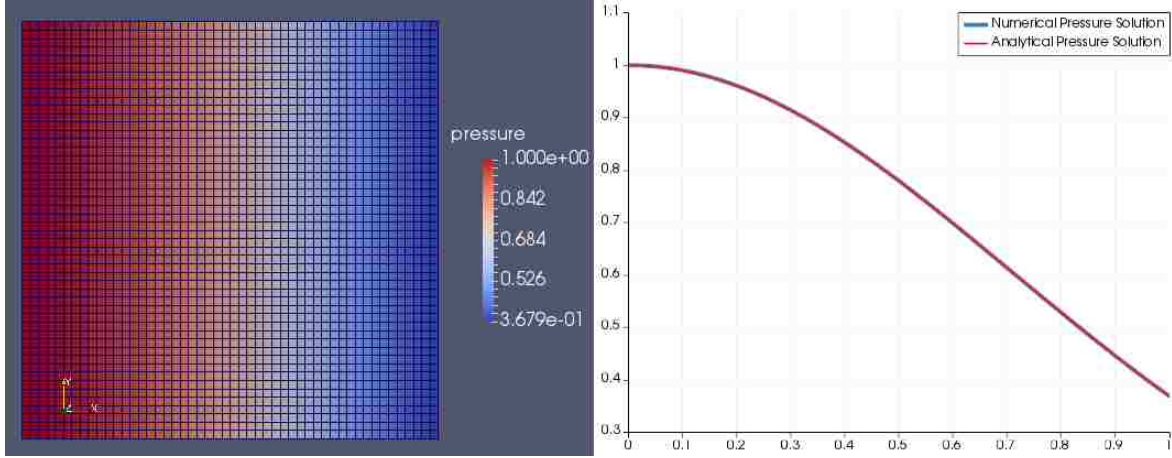 pressure
1.000e+00
0.842
0.684
0.526
3.679e-01
Y
Z X
1.1
1
0.9
0.8
0.7
0.6
0.5
0.4
0.3
0 0.1 0.2 0.3 0.4 0.5 0.6 0.7 0.8 0.9 1
Numerical Pressure Solution
Analytical Pressure Solution